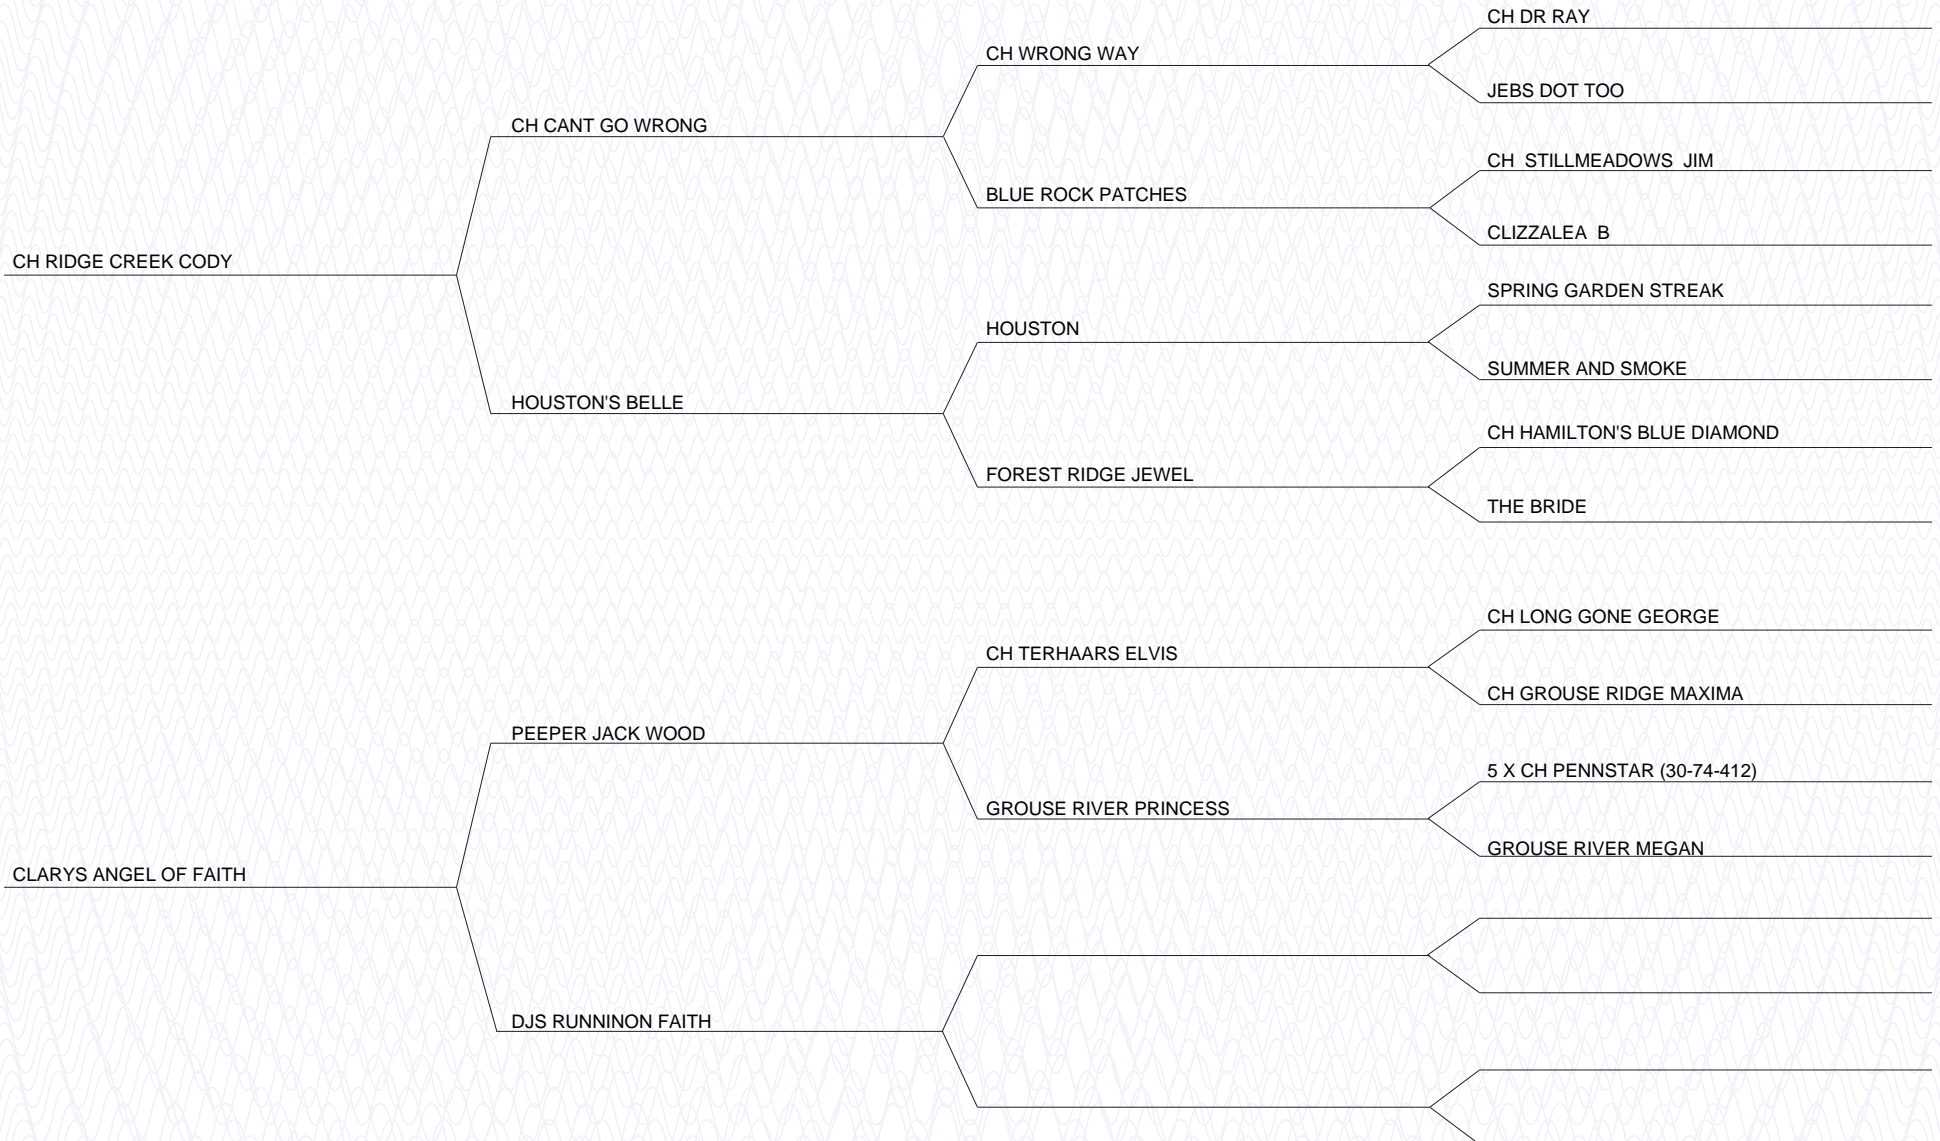 CH DR RAY
CH WRONG WAY
JEBS DOT TOO
CH CANT GO WRONG
CH  STILLMEADOWS  JIM
BLUE ROCK PATCHES
CLIZZALEA  B
CH RIDGE CREEK CODY
SPRING GARDEN STREAK
HOUSTON
SUMMER AND SMOKE
HOUSTON'S BELLE
CH HAMILTON'S BLUE DIAMOND
FOREST RIDGE JEWEL
THE BRIDE
CH LONG GONE GEORGE
CH TERHAARS ELVIS
CH GROUSE RIDGE MAXIMA
PEEPER JACK WOOD
5 X CH PENNSTAR (30-74-412)
GROUSE RIVER PRINCESS
GROUSE RIVER MEGAN
CLARYS ANGEL OF FAITH
DJS RUNNINON FAITH